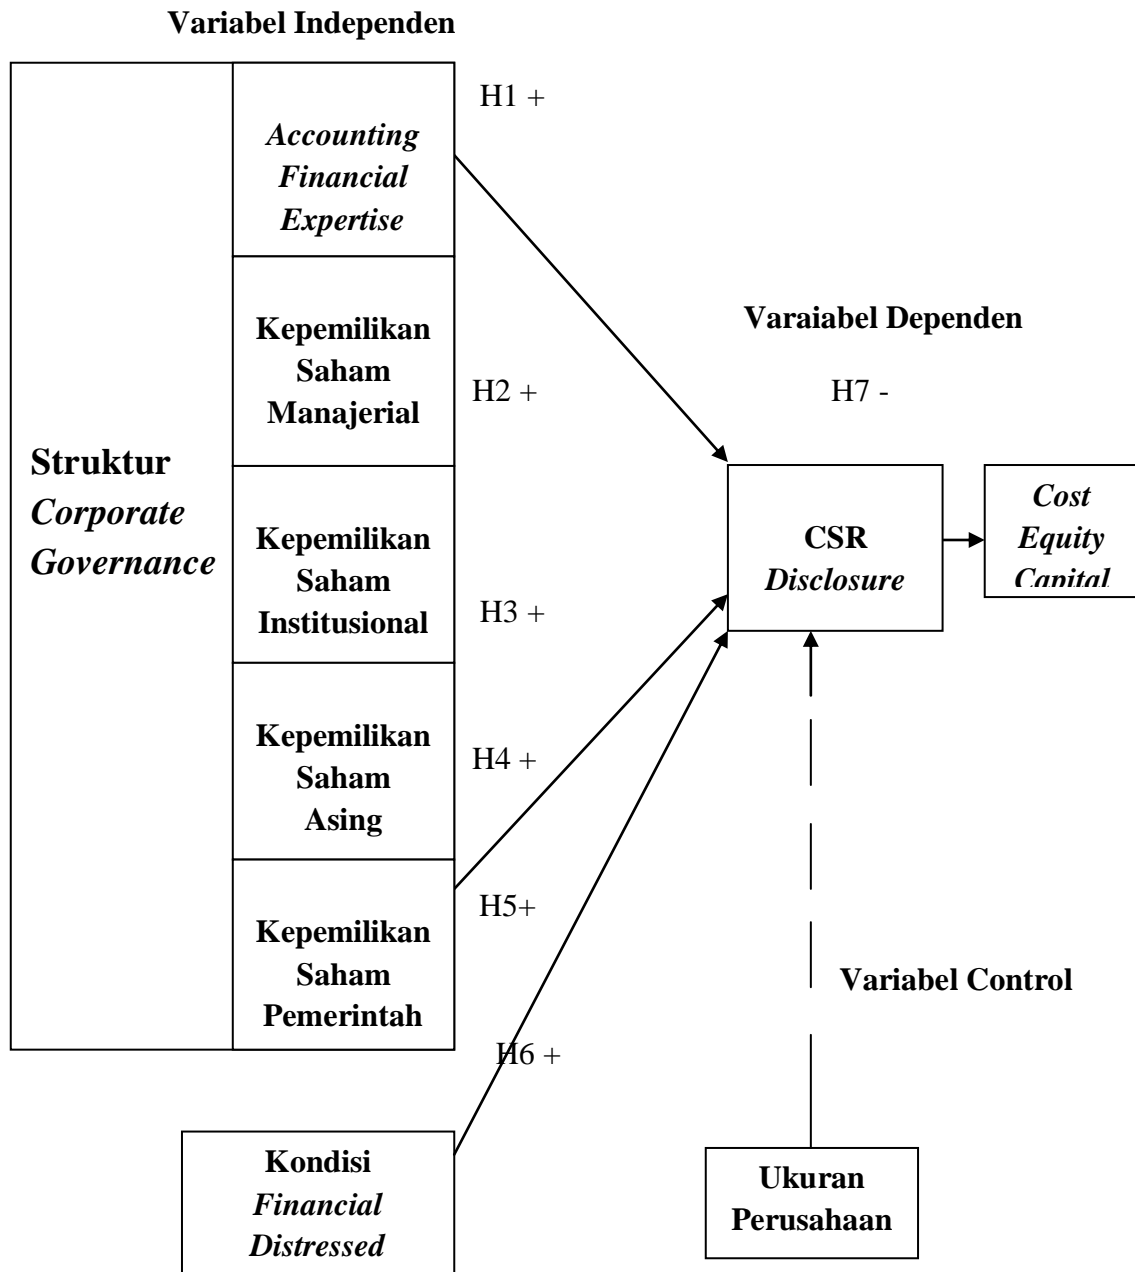 Variabel Independen
H1 +
Accounting
Financial
Expertise
Kepemilikan
Saham
Manajerial
H2 +
Struktur
Corporate
Governance
Kepemilikan
Saham
Institusional
H3 +
Kepemilikan
Saham
Asing
H4 +
Kepemilikan
Saham
Pemerintah
H5+
H6 +
Kondisi
Financial
Distressed
Varaiabel Dependen
H7 -
CSR
Disclosure
Cost
Equity
Capital
Variabel Control
Ukuran
Perusahaan